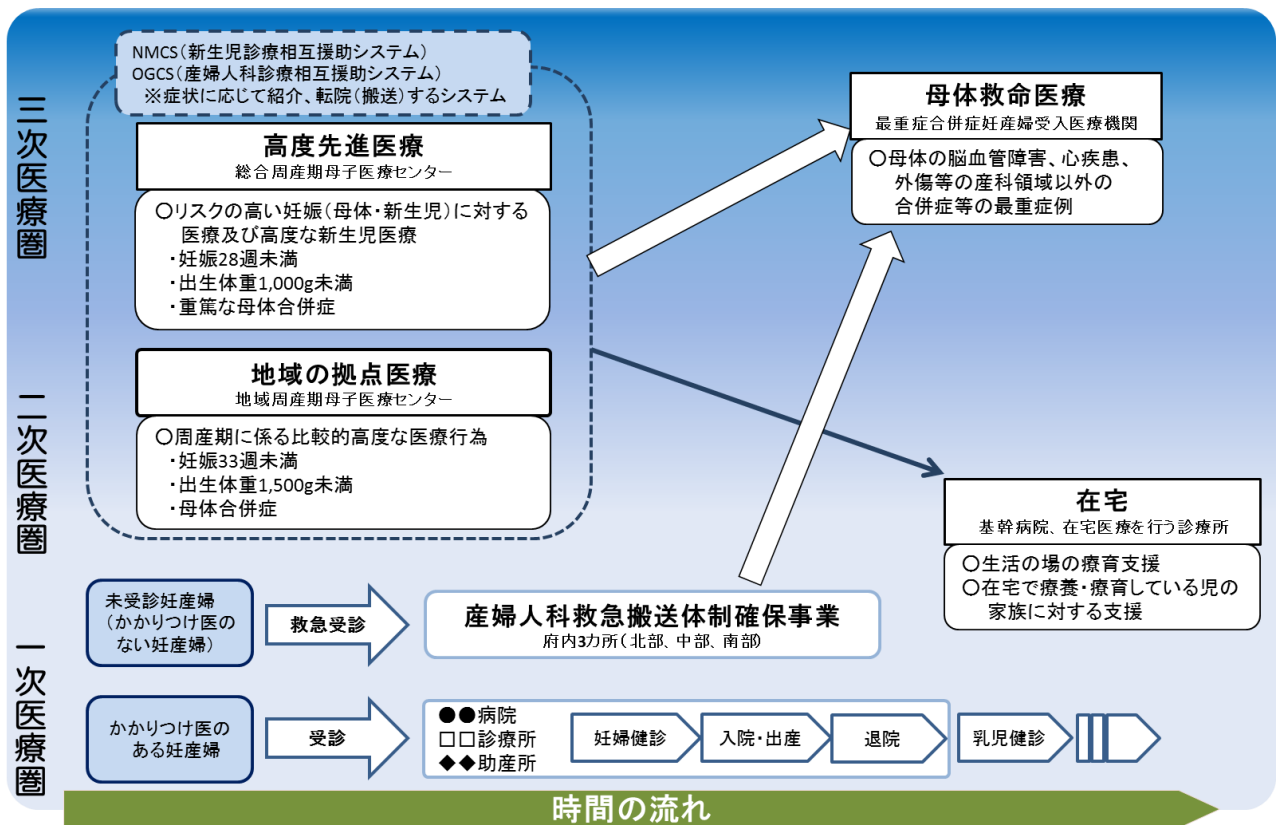 NMCS(新生児診療相互援助システム)
OGCS(産婦人科診療相互援助システム)
※症状に応じて紹介、転院(搬送)するシステム
三次医療圏
高度先進医療
総合周産期母子医療センター
○リスクの高い妊娠(母体・新生児)に対する
医療及び高度な新生児医療
・妊娠28週未満
・出生体重1,000g未満
・重篤な母体合併症
母体救命医療
最重症合併症妊産婦受入医療機関
○母体の脳血管障害、心疾患、
外傷等の産科領域以外の
合併症等の最重症例
二次医療圏
地域の拠点医療
地域周産期母子医療センター
○周産期に係る比較的高度な医療行為
・妊娠33週未満
・出生体重1,500g未満
・母体合併症
在宅
基幹病院、在宅医療を行う診療所
○生活の場の療育支援
○在宅で療養・療育している児の
家族に対する支援
一次医療圏
未受診妊産婦
(かかりつけ医の
ない妊産婦)
救急受診
産婦人科救急搬送体制確保事業
府内3カ所(北部、中部、南部)
かかりつけ医の
ある妊産婦
受診
●●病院
□□診療所
◆◆助産所
妊婦健診
入院・出産
退院
乳児健診
時間の流れ